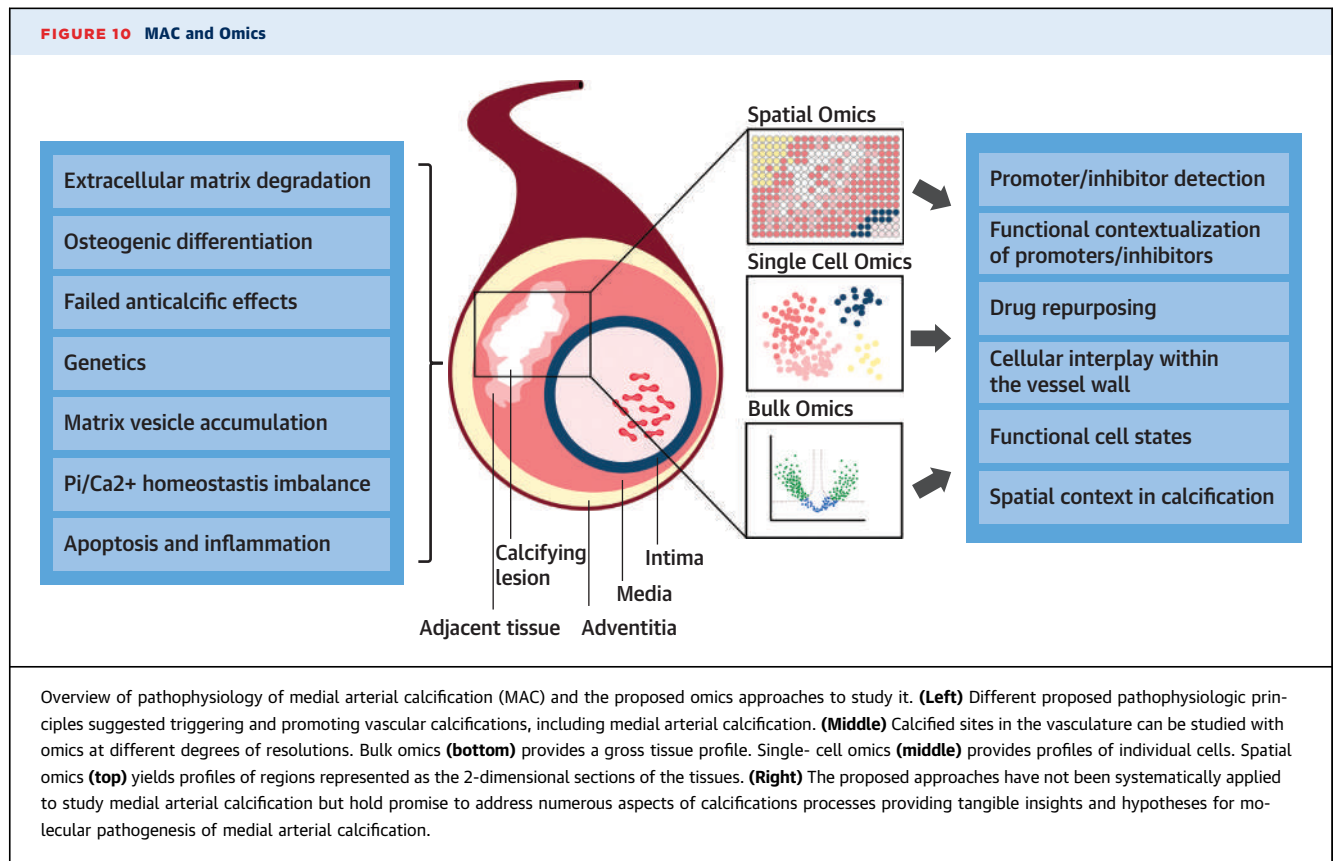 FIGURE 10 MAC and Omics
Extracellular matrix degradation
Osteogenic differentiation
Failed anticalcific effects
Genetics
Matrix vesicle accumulation
Pi/Ca2+ homeostastis imbalance
Apoptosis and inflammation
Calcifying
lesion
Adjacent tissue
Adventitia
Media
Intima
Spatial Omics
Single Cell Omics
Bulk Omics
Promoter/inhibitor detection
Functional contextualization
of promoters/inhibitors
Drug repurposing
Cellular interplay within
the vessel wall
Functional cell states
Spatial context in calcification
Overview of pathophysiology of medial arterial calcification (MAC) and the proposed omics approaches to study it. (Left) Different proposed pathophysiologic prin-
ciples suggested triggering and promoting vascular calcifications, including medial arterial calcification. (Middle) Calcified sites in the vasculature can be studied with
omics at different degrees of resolutions. Bulk omics (bottom) provides a gross tissue profile. Single- cell omics (middle) provides profiles of individual cells. Spatial
omics (top) yields profiles of regions represented as the 2-dimensional sections of the tissues. (Right) The proposed approaches have not been systematically applied
to study medial arterial calcification but hold promise to address numerous aspects of calcifications processes providing tangible insights and hypotheses for mo-
lecular pathogenesis of medial arterial calcification.